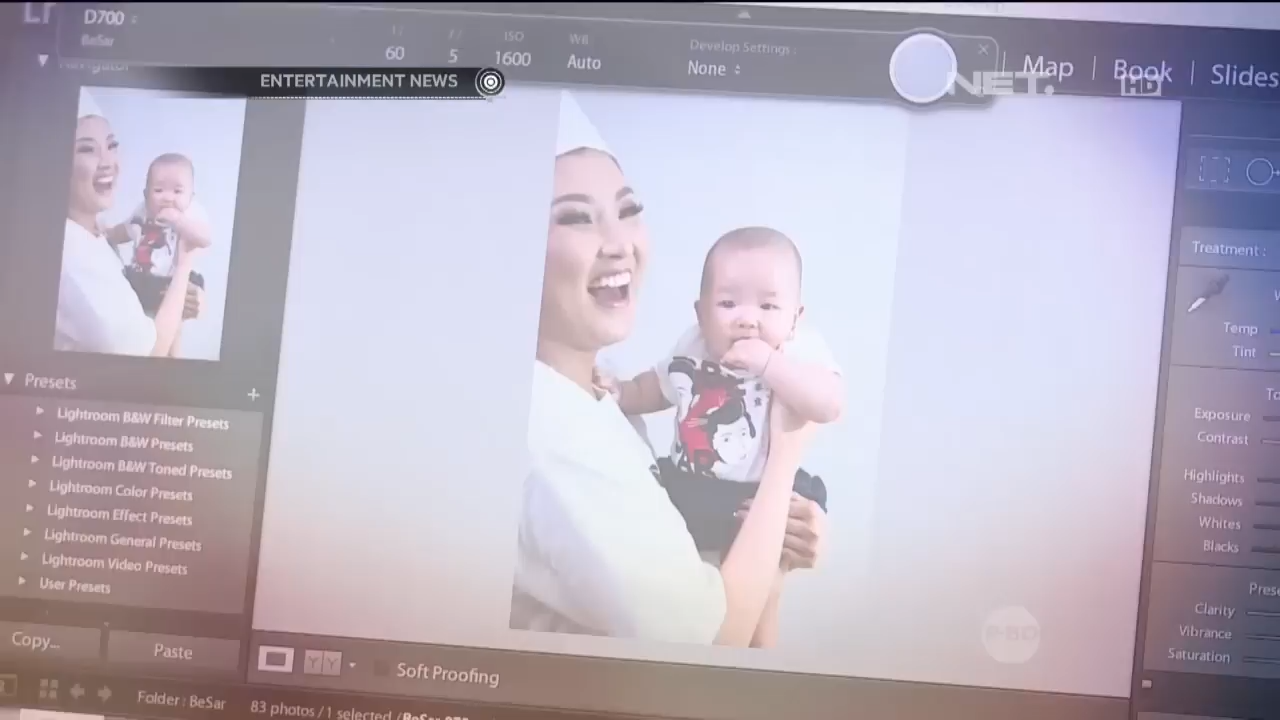 Lr
D700
BeSar
1 /
60
f /
5
ISO
1600
WB
Auto
Develop Settings :
None
Map | Book | Slides
NET.
HD
ENTERTAINMENT NEWS
Navigator
Treatment :
Temp
Tint
Presets
+
Lightroom B&W Filter Presets
Lightroom B&W Presets
Lightroom B&W Toned Presets
Lightroom Color Presets
Lightroom Effect Presets
Lightroom General Presets
Lightroom Video Presets
User Presets
Exposure
Contrast
Highlights
Shadows
Whites
Blacks
Clarity
Vibrance
Saturation
Copy...
Paste
YY
Soft Proofing
Folder : BeSar
83 photos / 1 selected /